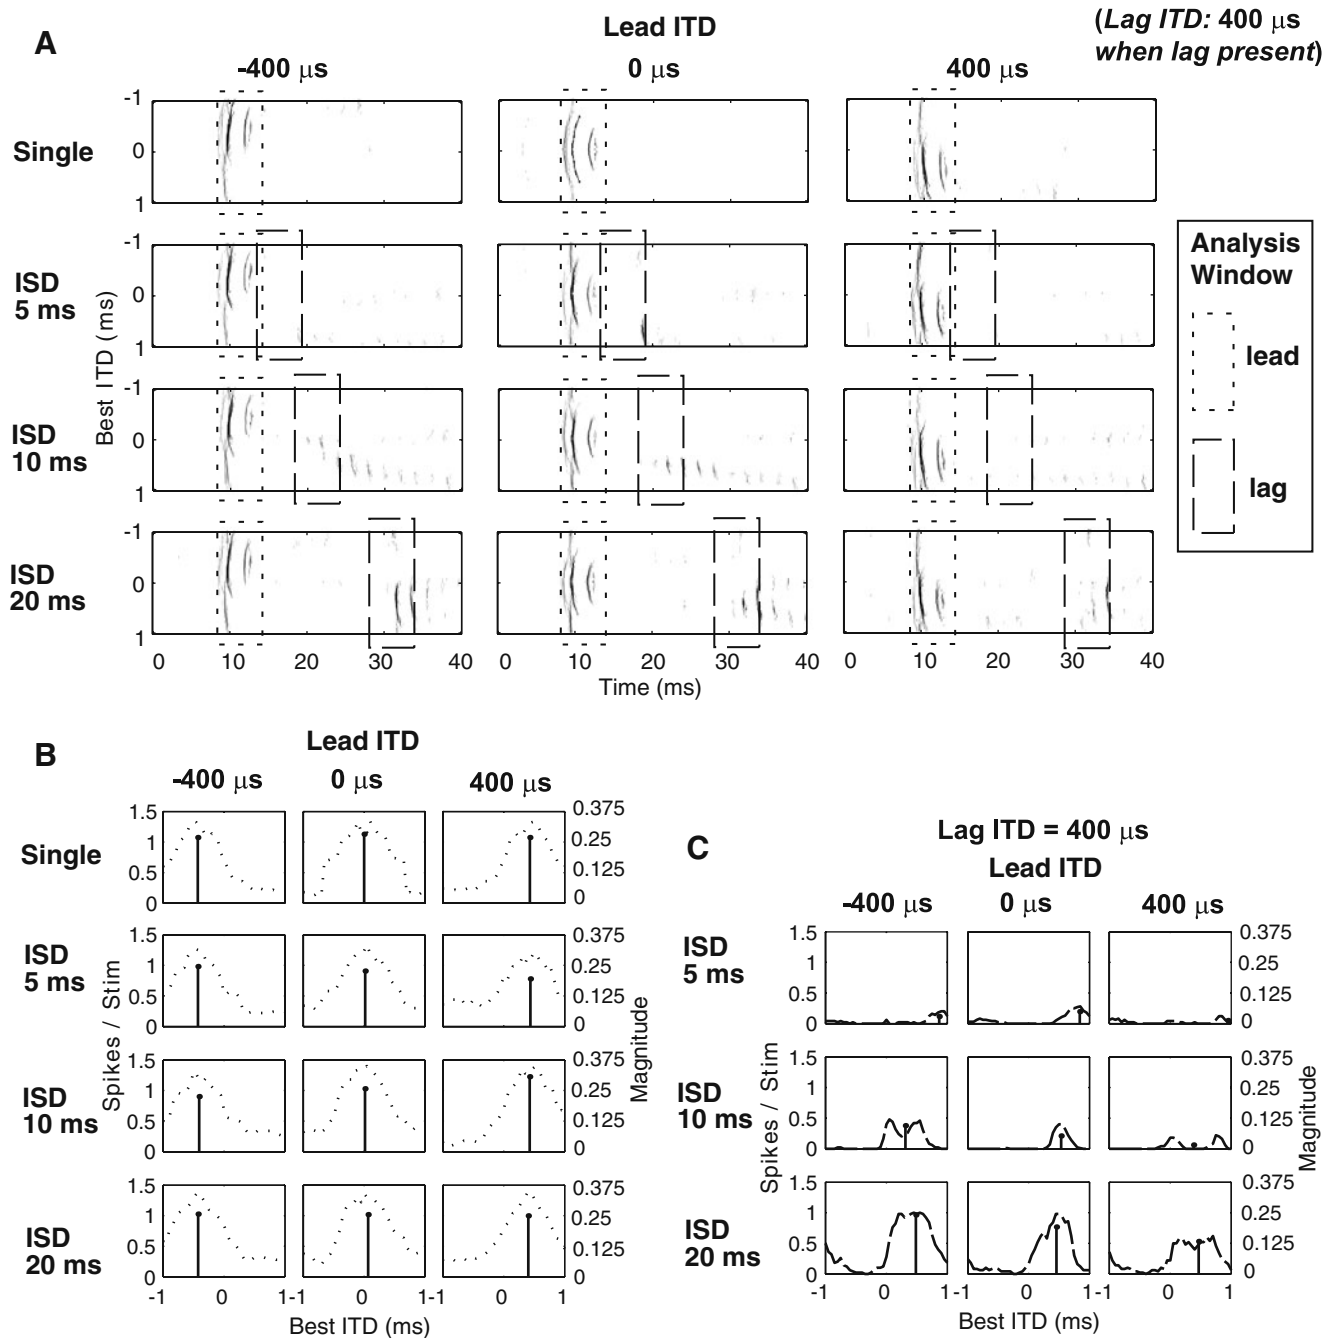 A
Lead ITD
(Lag ITD: 400 µs
when lag present)
-400 µs
0 µs
400 µs
Single
-1
0
1
ISD
5 ms
-1
0
1
ISD
10 ms
-1
0
1
ISD
20 ms
-1
0
1
Best ITD (ms)
0 10 20 30 40
0 10 20 30 40
0 10 20 30 40
Time (ms)
Analysis
Window
lead
lag
B
Lead ITD
-400 µs
0 µs
400 µs
Single
1.5
1
0.5
0
0.375
0.25
0.125
0
ISD
5 ms
1.5
1
0.5
0
0.375
0.25
0.125
0
ISD
10 ms
1.5
1
0.5
0
0.375
0.25
0.125
0
ISD
20 ms
1.5
1
0.5
0
0.375
0.25
0.125
0
Spikes / Stim
Magnitude
-1 0 1
-1 0 1
-1 0 1
Best ITD (ms)
C
Lag ITD = 400 µs
Lead ITD
-400 µs
0 µs
400 µs
ISD
5 ms
1.5
1
0.5
0
0.375
0.25
0.125
0
ISD
10 ms
1.5
1
0.5
0
0.375
0.25
0.125
0
ISD
20 ms
1.5
1
0.5
0
0.375
0.25
0.125
0
Spikes / Stim
Magnitude
-1 0 1
-1 0 1
-1 0 1
Best ITD (ms)